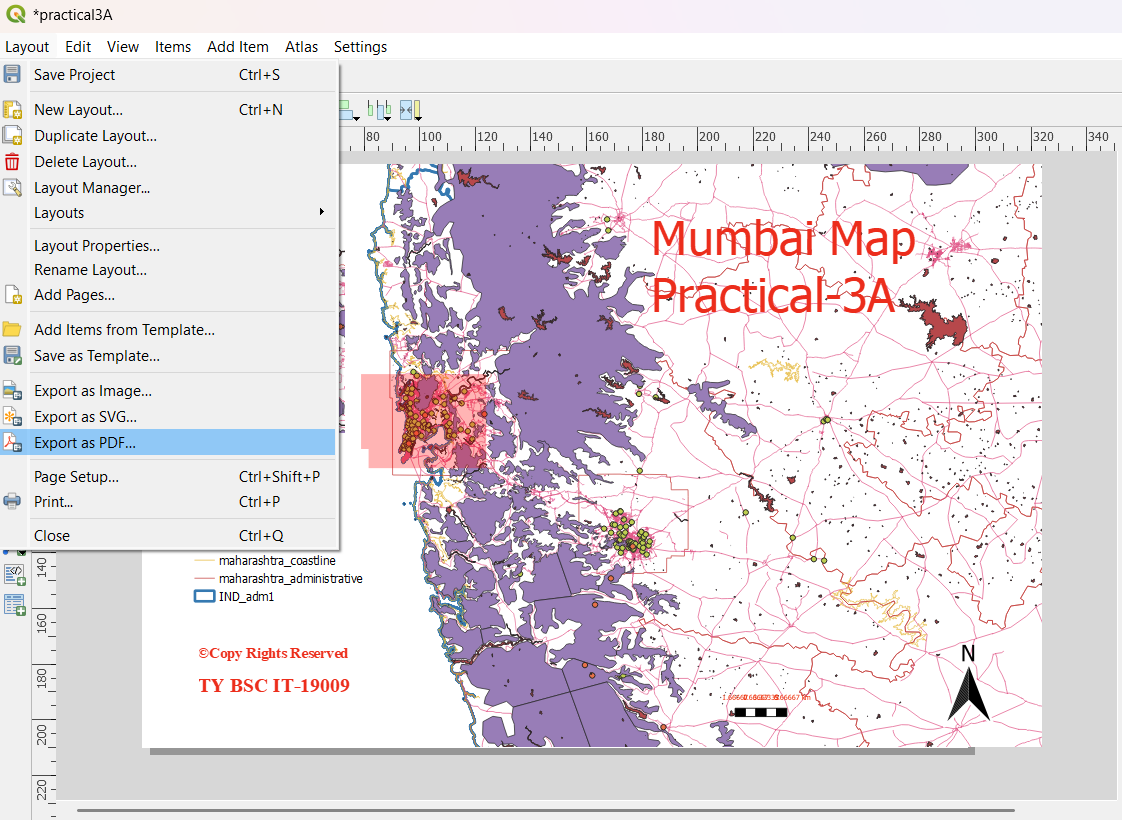 *practical3A
Layout Edit View Items Add Item Atlas Settings
Save Project Ctrl+S
New Layout... Ctrl+N
Duplicate Layout...
Delete Layout...
Layout Manager...
Layouts
Layout Properties...
Rename Layout...
Add Pages...
Add Items from Template...
Save as Template...
Export as Image...
Export as SVG...
Export as PDF...
Page Setup... Ctrl+Shift+P
Print... Ctrl+P
Close Ctrl+Q
80 100 120 140 160 180 200 220 240 260 280 300 320 340
Mumbai Map
Practical-3A
140
160
180
200
220
maharashtra_coastline
maharashtra_administrative
IND_adm1
©Copy Rights Reserved
TY BSC IT-19009
N